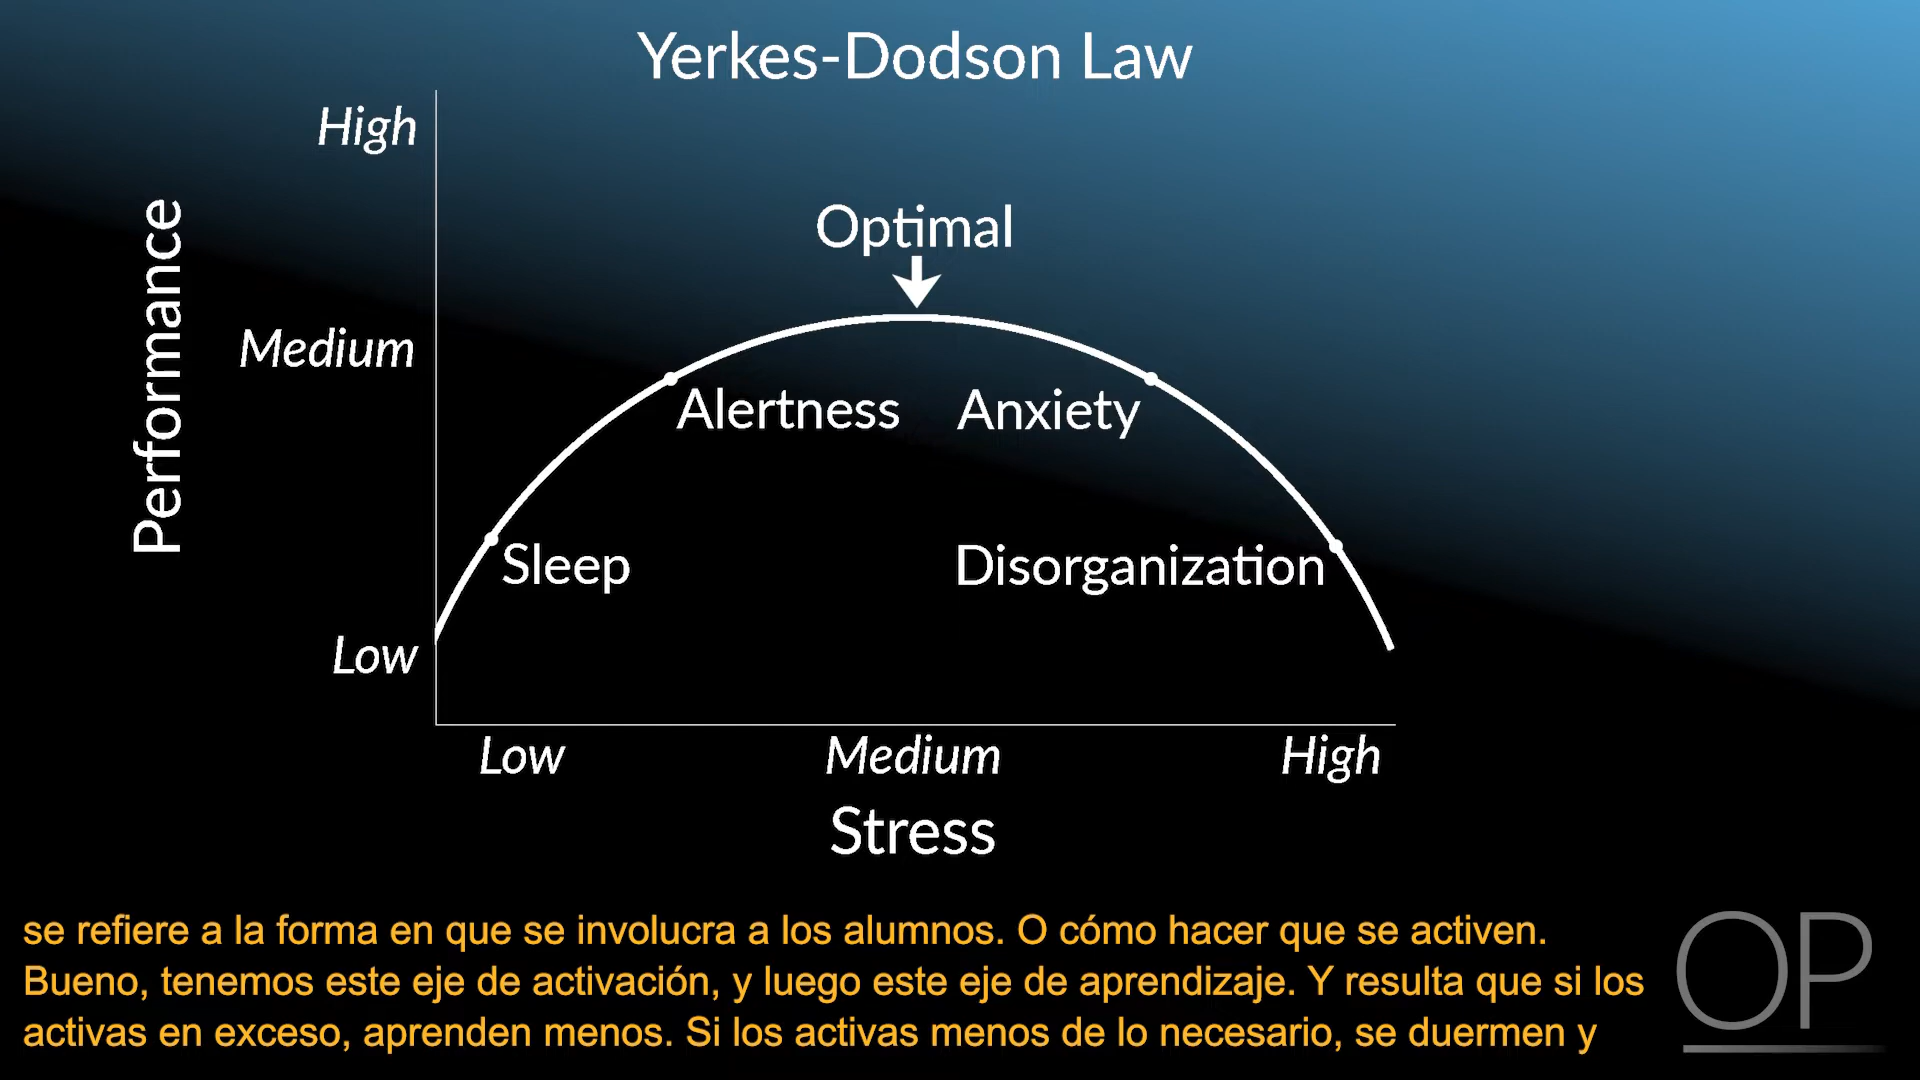 Yerkes-Dodson Law
High
Optimal
Performance
Medium
Alertness
Anxiety
Sleep
Disorganization
Low
Low
Medium
High
Stress
se refiere a la forma en que se involucra a los alumnos. O cómo hacer que se activen.
Bueno, tenemos este eje de activación, y luego este eje de aprendizaje. Y resulta que si los
activas en exceso, aprenden menos. Si los activas menos de lo necesario, se duermen y
OP